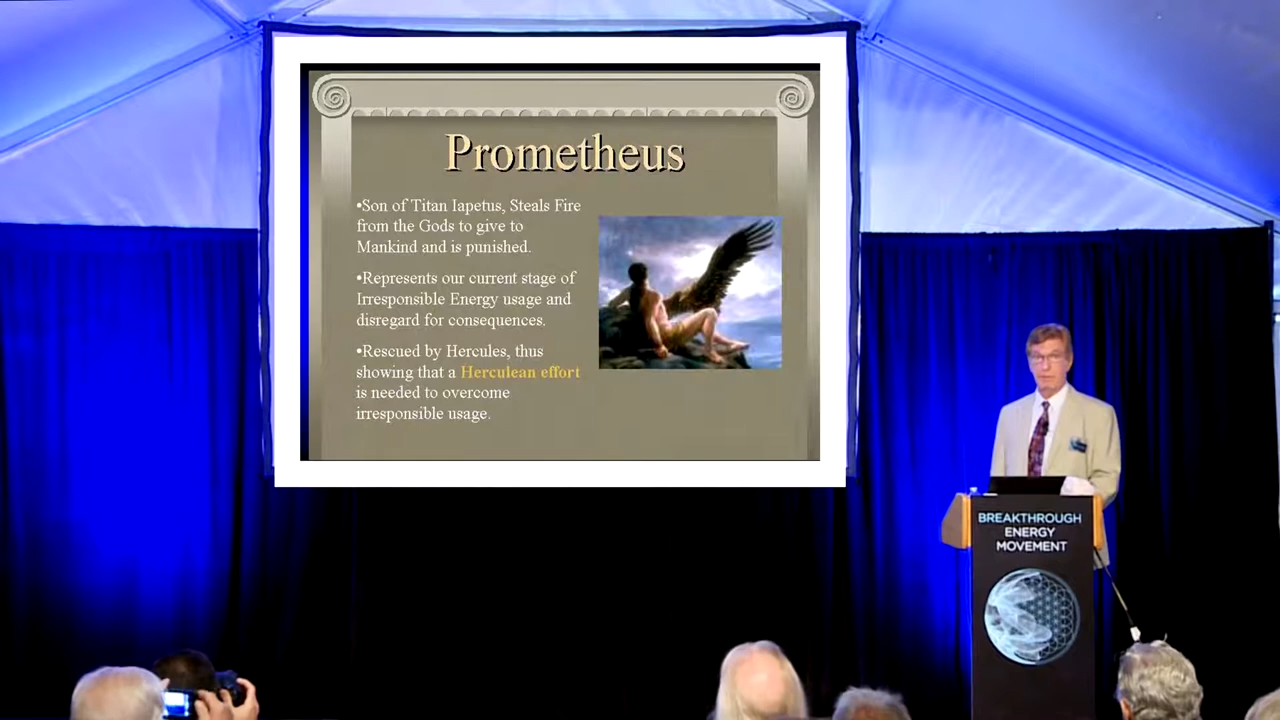 Prometheus
•Son of Titan Iapetus, Steals Fire
from the Gods to give to
Mankind and is punished.
•Represents our current stage of
Irresponsible Energy usage and
disregard for consequences.
•Rescued by Hercules, thus
showing that a Herculean effort
is needed to overcome
irresponsible usage.
BREAKTHROUGH
ENERGY
MOVEMENT